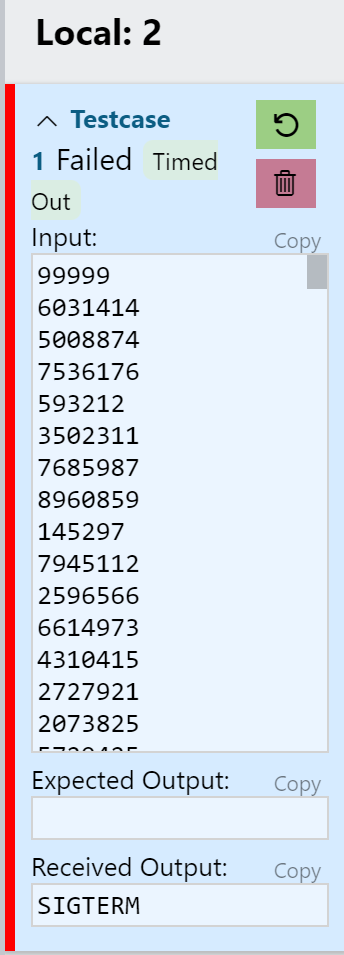 Local: 2
Testcase
1 Failed Timed
Out
Input:
Copy
99999
6031414
5008874
7536176
593212
3502311
7685987
8960859
145297
7945112
2596566
6614973
4310415
2727921
2073825
Expected Output:
Copy
Received Output:
Copy
SIGTERM